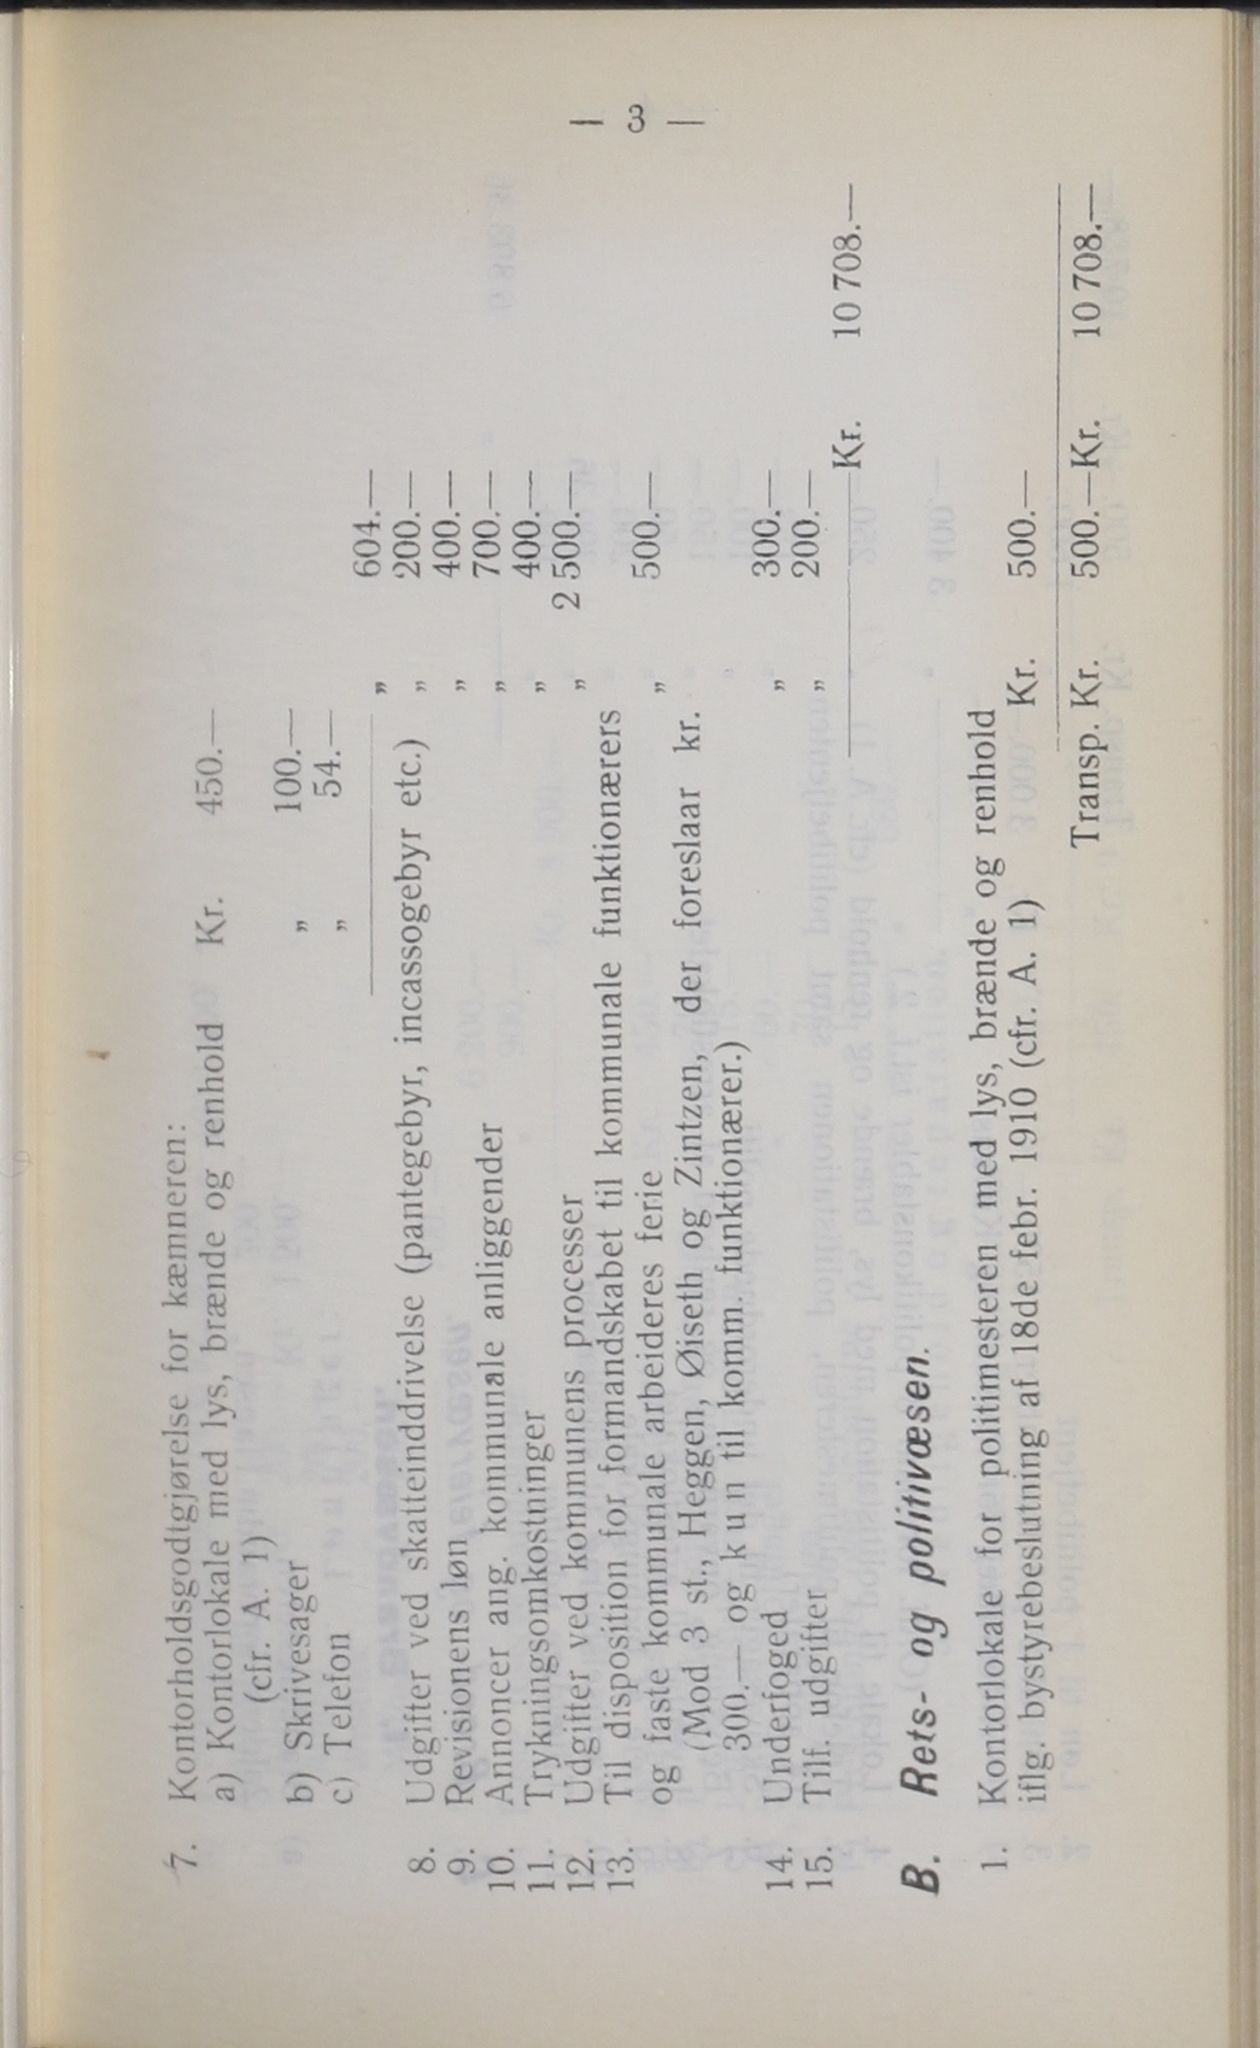 — 3 —
7. Kontorholdsgodtgjørelse for kæmneren:
a) Kontorlokale med lys, brænde og renhold Kr. 450.—
(cfr. A. 1)
b) Skrivesager „ 100.—
c) Telefon „ 54.—
„ 604.—
8. Udgifter ved skatteinddrivelse (pantegebyr, incassogebyr etc.) „ 200.—
9. Revisionens løn „ 400.—
10. Annoncer ang. kommunale anliggender „ 700.—
11. Trykningsomkostninger „ 400.—
12. Udgifter ved kommunens processer „ 2 500.—
13. Til disposition for formandskabet til kommunale funktionærers
og faste kommunale arbeideres ferie „ 500.—
(Mod 3 st., Heggen, Øiseth og Zintzen, der foreslaar kr.
300.— og kun til komm. funktionærer.)
14. Underfoged „ 300.—
15. Tilf. udgifter „ 200.—
Kr. 10 708.—
B. Rets- og politivæsen.
1. Kontorlokale for politimesteren med lys, brænde og renhold
iflg. bystyrebeslutning af 18de febr. 1910 (cfr. A. 1) Kr. 500.—
Transp. Kr. 500.— Kr. 10 708.—